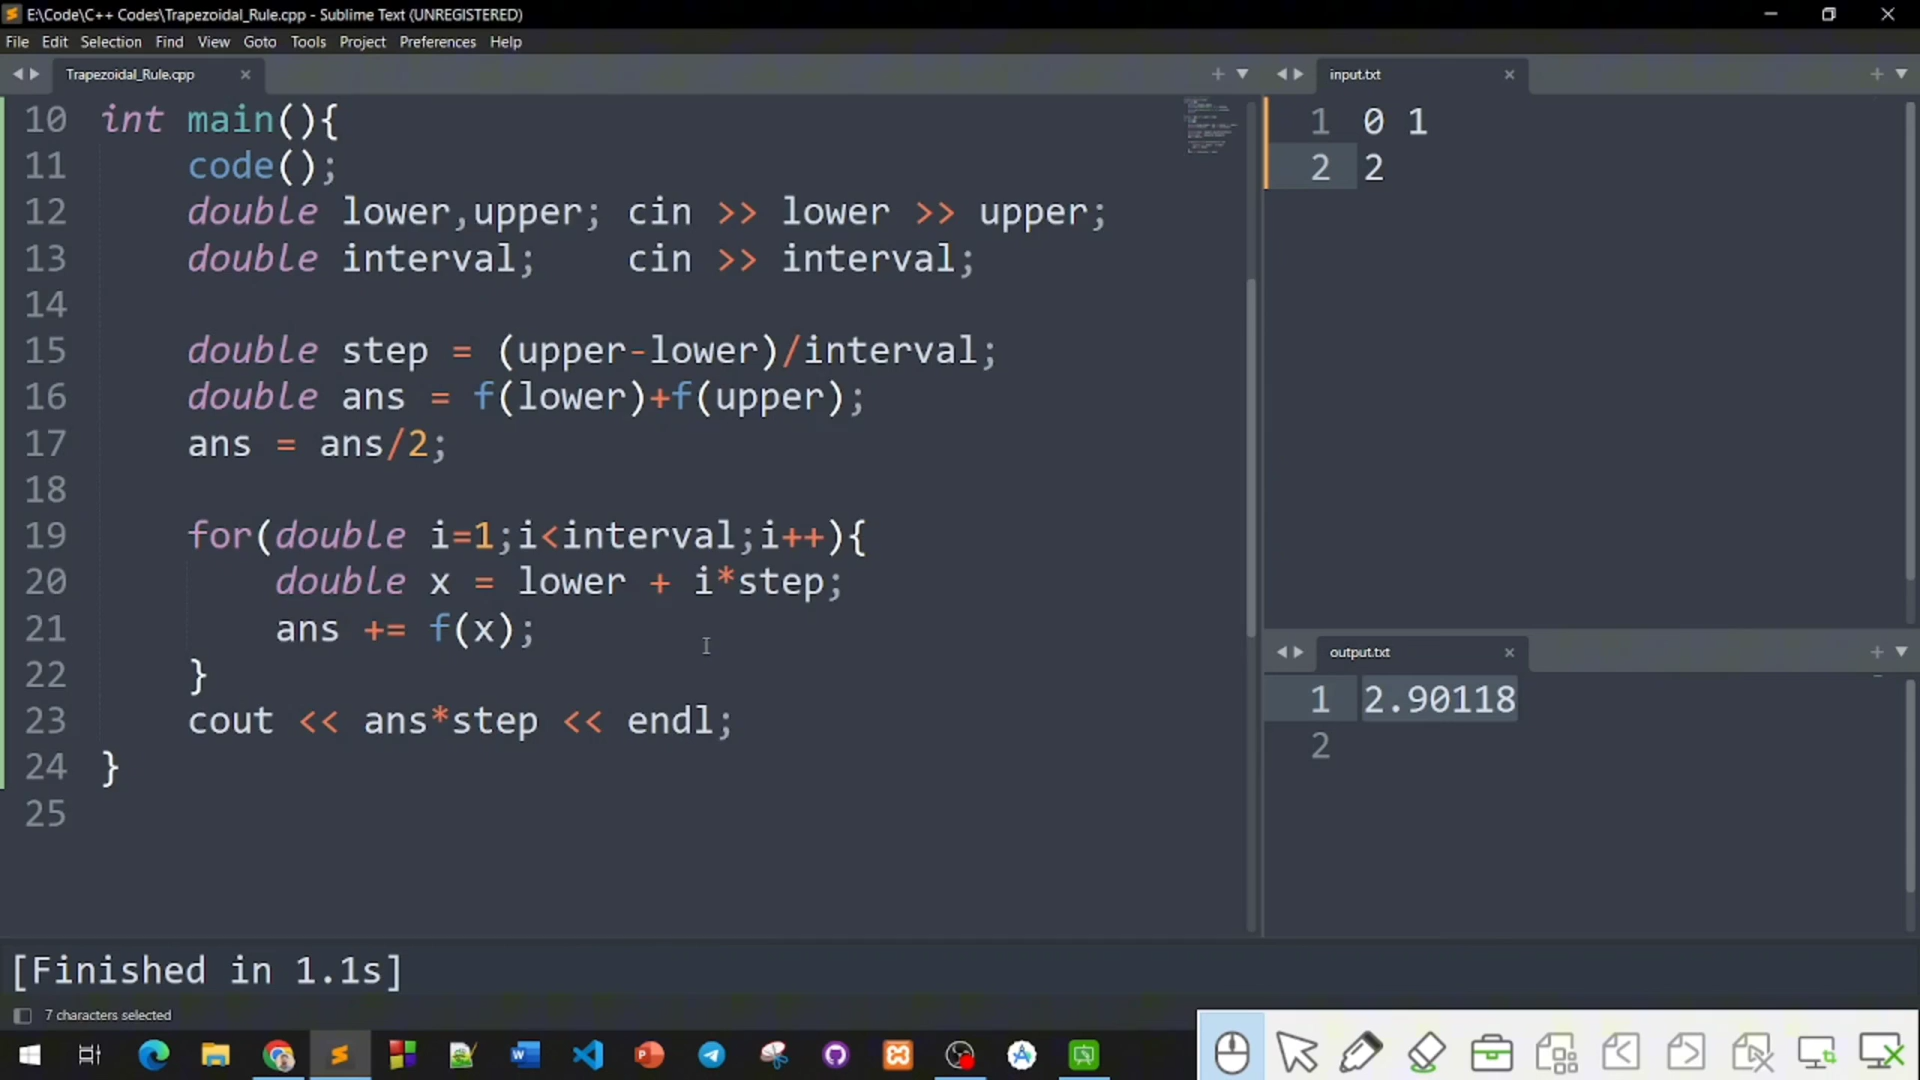 E:\Code\C++ Codes\Trapezoidal_Rule.cpp - Sublime Text (UNREGISTERED)
File Edit Selection Find View Goto Tools Project Preferences Help
Trapezoidal_Rule.cpp
10 int main(){
11 code();
12 double lower,upper; cin >> lower >> upper;
13 double interval; cin >> interval;
14
15 double step = (upper-lower)/interval;
16 double ans = f(lower)+f(upper);
17 ans = ans/2;
18
19 for(double i=1;i<interval;i++){
20 double x = lower + i*step;
21 ans += f(x);
22 }
23 cout << ans*step << endl;
24 }
25
input.txt
1 0 1
2 2
output.txt
1 2.90118
2
[Finished in 1.1s]
7 characters selected